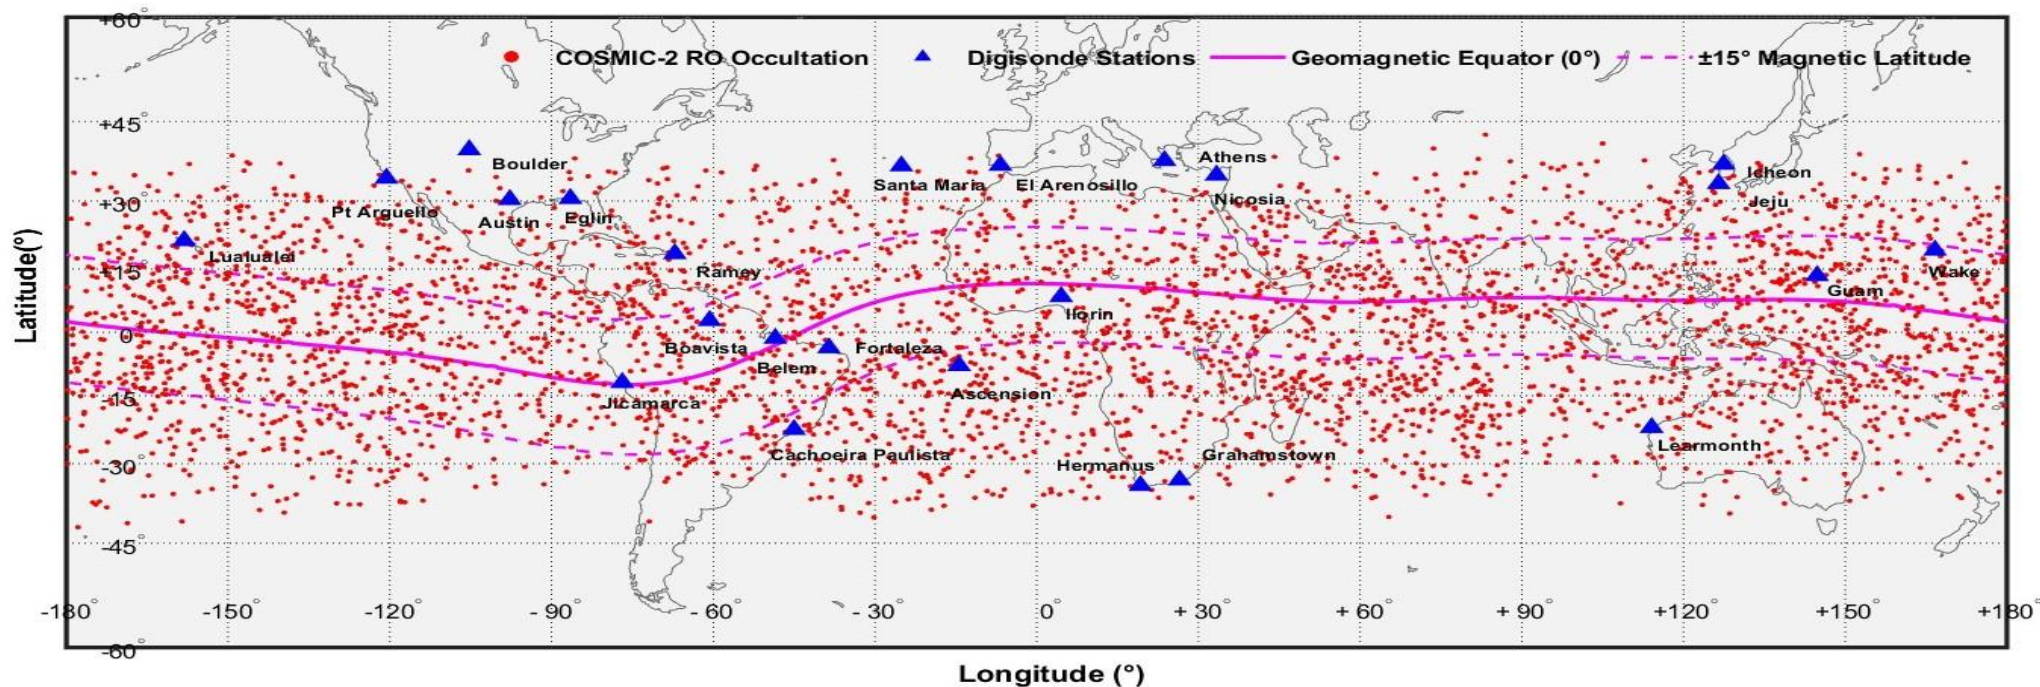 +60°
COSMIC-2 RO Occultation
Digisonde Stations
Geomagnetic Equator (0°)
±15° Magnetic Latitude
+45°
Boulder
Athens
Icheon
Santa Maria
El Arenosillo
Nicosia
Jeju
+30°
Pt Arguello
Austin
Eglin
Lualualei
+15°
Ramey
Wake
Guam
Ilorin
0°
Boavista
Belem
Fortaleza
Ascension
-15°
Jicamarca
Cachoeira Paulista
Learmonth
-30°
Hermanus
Grahamstown
-45°
-60°
Latitude(°)
-180° -150° -120° - 90° - 60° - 30° 0° + 30° + 60° + 90° +120° +150° +180°
Longitude (°)